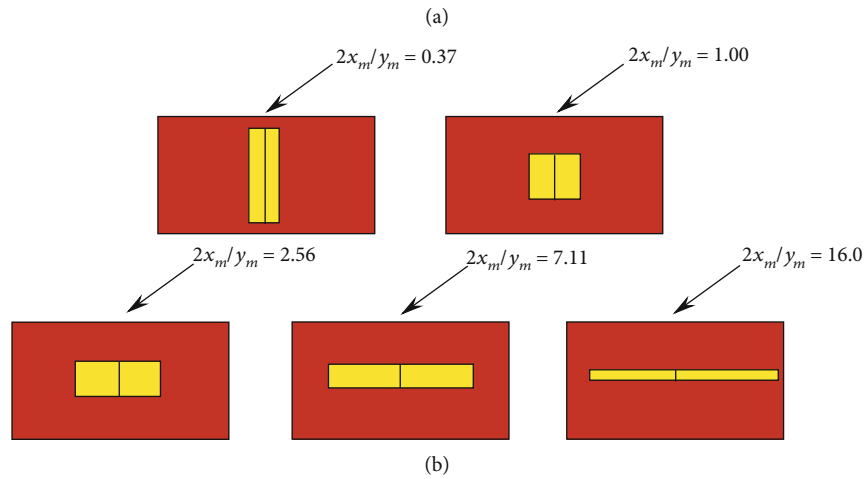 (a)
2x_m/y_m = 0.37
2x_m/y_m = 1.00
2x_m/y_m = 2.56
2x_m/y_m = 7.11
2x_m/y_m = 16.0
(b)